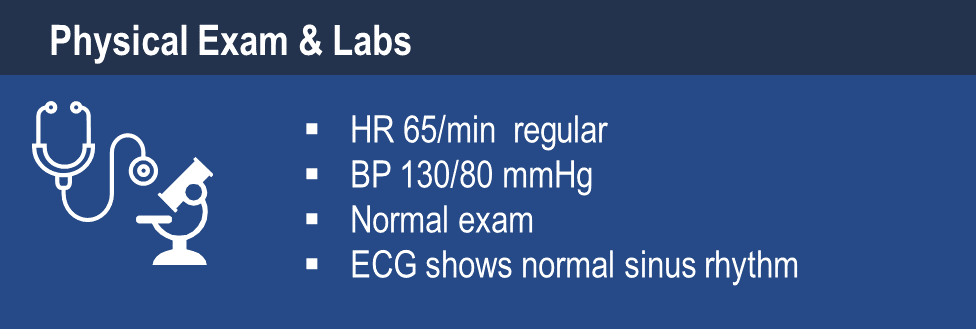 Physical Exam & Labs
▪ HR 65/min  regular
▪ BP 130/80 mmHg
▪ Normal exam
▪ ECG shows normal sinus rhythm